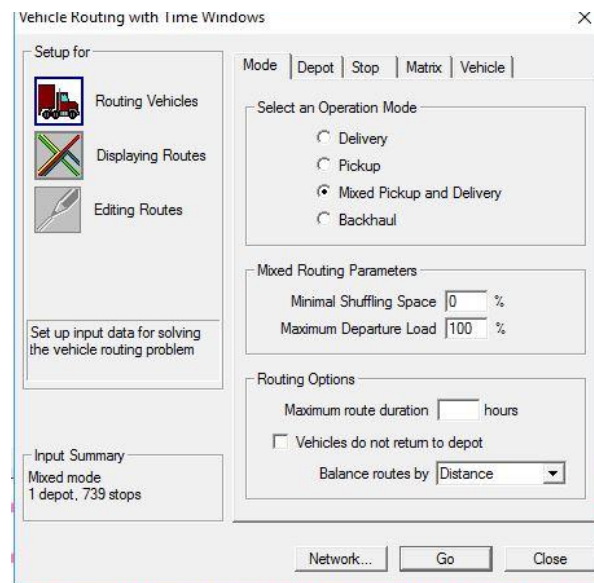 Vehicle Routing with Time Windows
Setup for
Routing Vehicles
Displaying Routes
Editing Routes
Set up input data for solving
the vehicle routing problem
Input Summary
Mixed mode
1 depot, 739 stops
Mode Depot Stop Matrix Vehicle
Select an Operation Mode
Delivery
Pickup
Mixed Pickup and Delivery
Backhaul
Mixed Routing Parameters
Minimal Shuffling Space 0 %
Maximum Departure Load 100 %
Routing Options
Maximum route duration hours
Vehicles do not return to depot
Balance routes by Distance
Network... Go Close